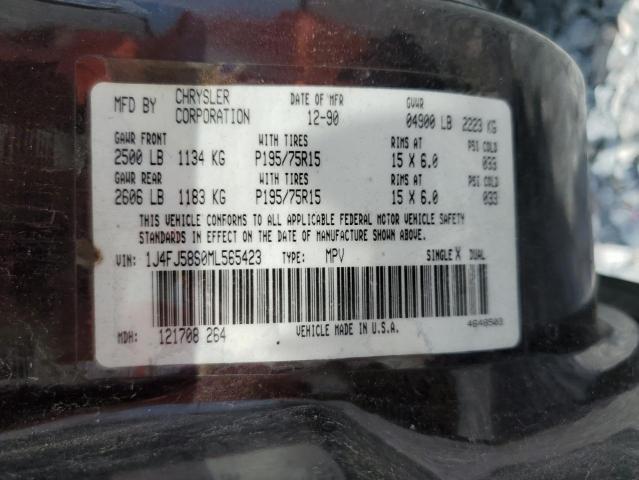 MFD BY CHRYSLER CORPORATION DATE OF MFR 12-90 GVWR 04900 LB 2223 KG
GAWR FRONT WITH TIRES RIMS AT PSI COLD
2500 LB 1134 KG P195/75R15 15 X 6.0 033
GAWR REAR WITH TIRES RIMS AT PSI COLD
2606 LB 1183 KG P195/75R15 15 X 6.0 033
THIS VEHICLE CONFORMS TO ALL APPLICABLE FEDERAL MOTOR VEHICLE SAFETY
STANDARDS IN EFFECT ON THE DATE OF MANUFACTURE SHOWN ABOVE.
VIN: 1J4FJ58S0ML565423 TYPE: MPV SINGLE X DUAL
MDH: 121708 264 VEHICLE MADE IN U.S.A. 4648503